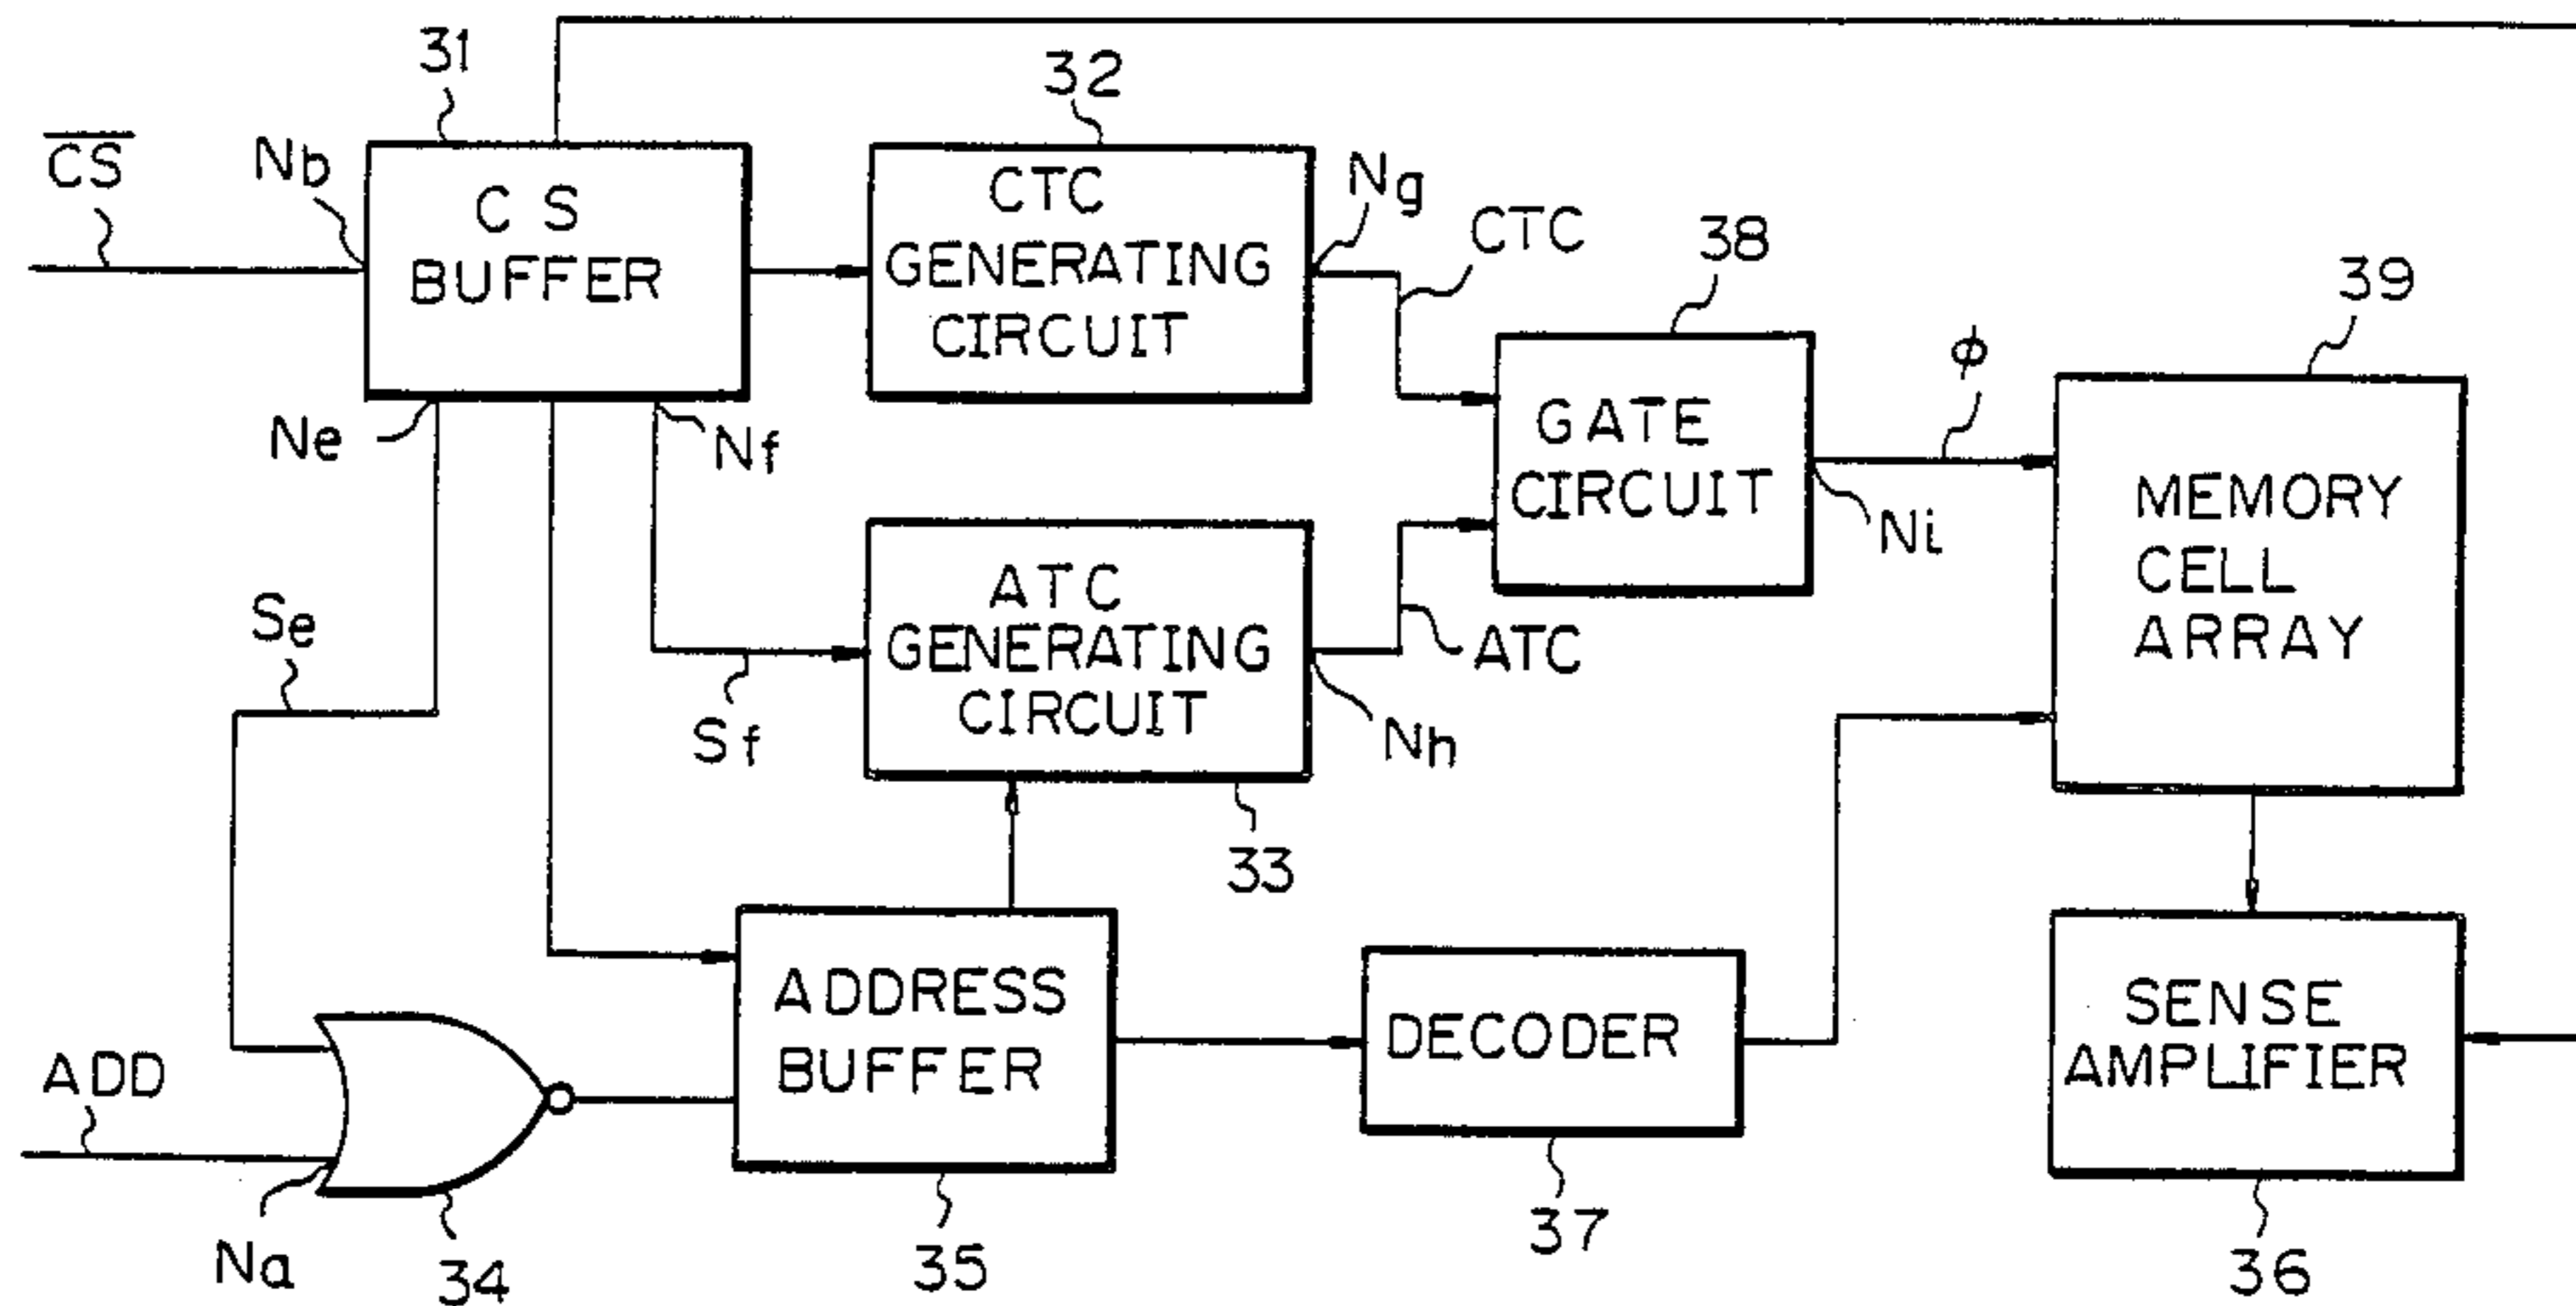 31
32
C̅S̅
Nb
C S
BUFFER
CTC
GENERATING
CIRCUIT
Ng
CTC
38
39
Ne
Nf
GATE
CIRCUIT
ϕ
Ni
MEMORY
CELL
ARRAY
Se
Sf
ATC
GENERATING
CIRCUIT
ATC
Nh
33
ADD
Na
34
ADDRESS
BUFFER
35
DECODER
37
SENSE
AMPLIFIER
36